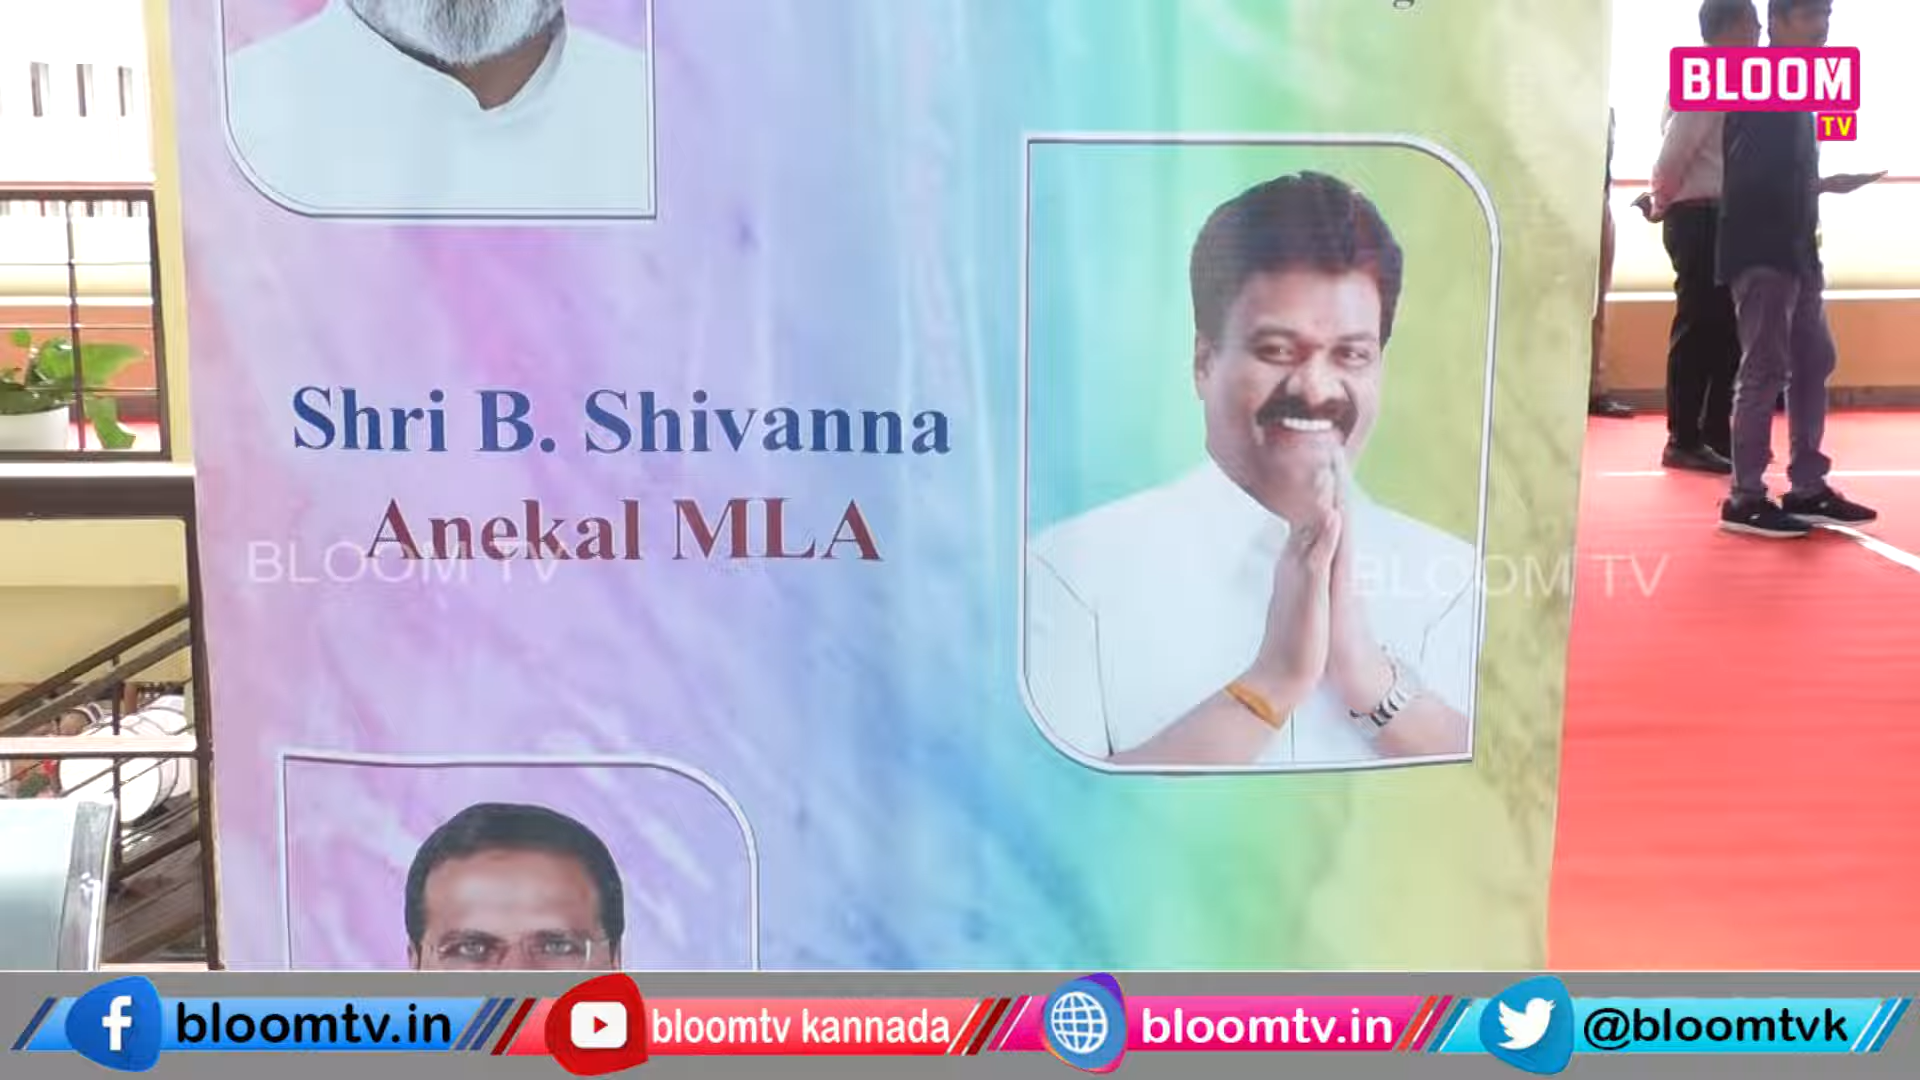 BLOOM
TV
Shri B. Shivanna
Anekal MLA
BLOOM TV
BLOOM TV
bloomtv.in
bloomtv kannada
bloomtv.in
@bloomtvk